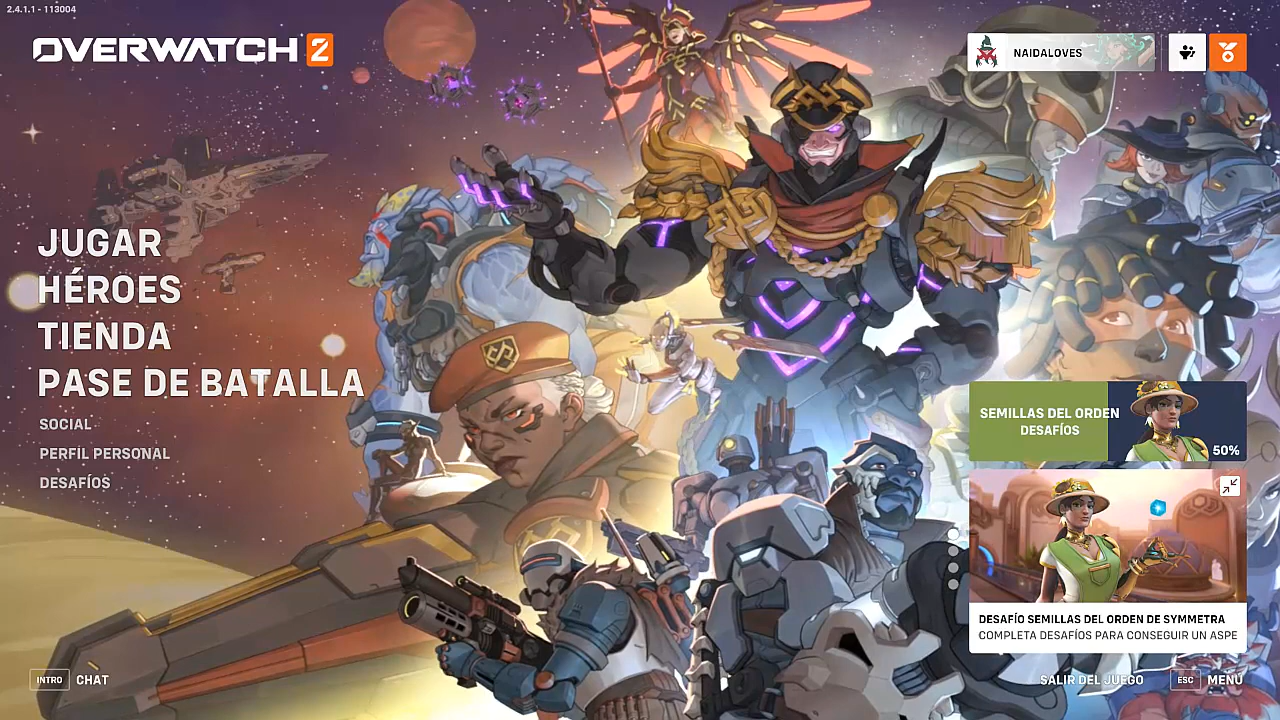 2.4.1.1 - 113004
OVERWATCH 2
NAIDALOVES
JUGAR
HÉROES
TIENDA
PASE DE BATALLA
SOCIAL
PERFIL PERSONAL
DESAFÍOS
SEMILLAS DEL ORDEN
DESAFÍOS
50%
DESAFÍO SEMILLAS DEL ORDEN DE SYMMETRA
COMPLETA DESAFÍOS PARA CONSEGUIR UN ASPE
INTRO CHAT
SALIR DEL JUEGO
ESC MENÚ